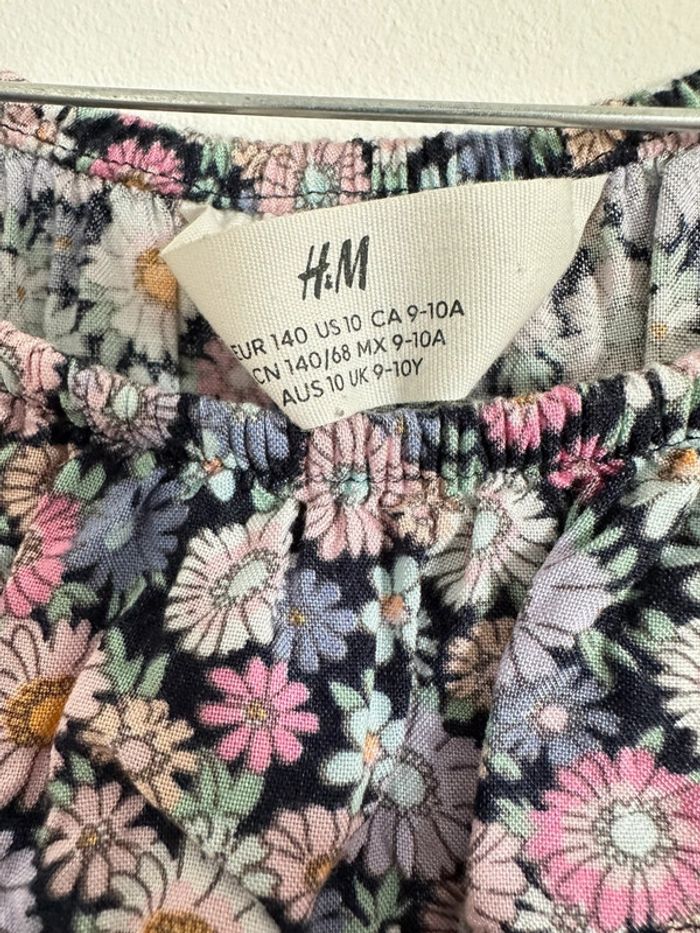 H&M
EUR 140 US 10 CA 9-10A
CN 140/68 MX 9-10A
AUS 10 UK 9-10Y